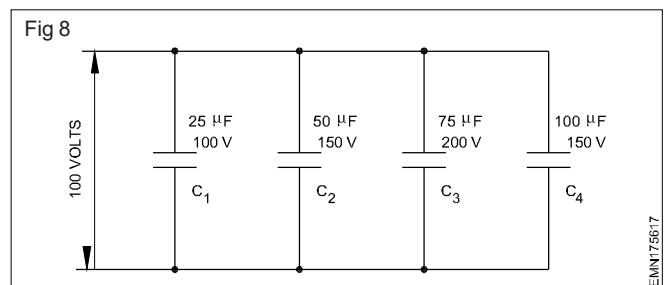 Fig 8
100 VOLTS
25 µF
100 V
C1
50 µF
150 V
C2
75 µF
200 V
C3
100 µF
150 V
C4
EMN175617